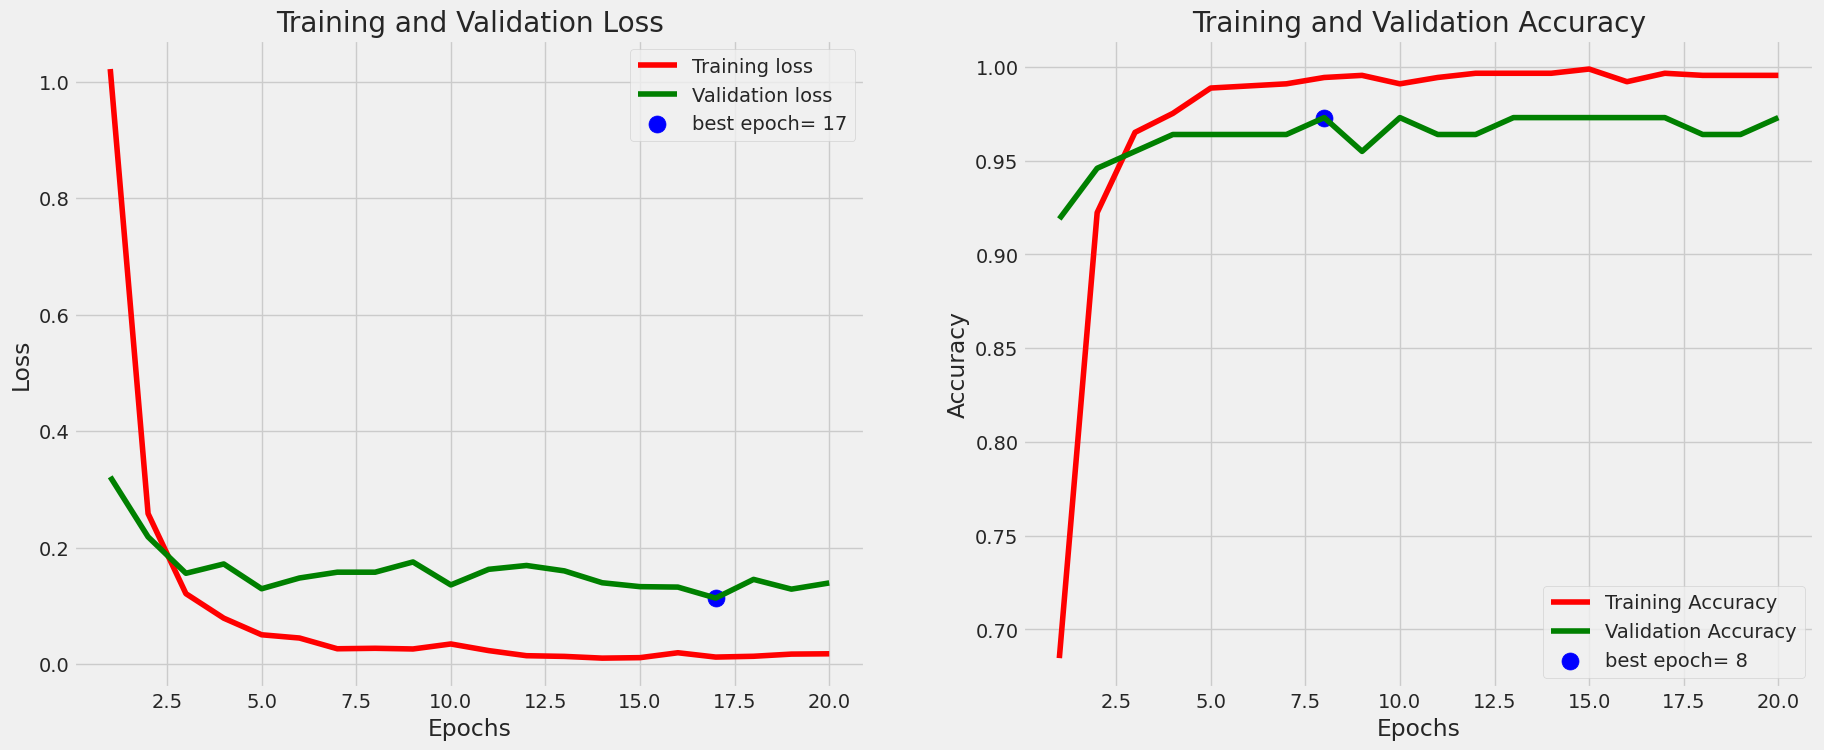 Training and Validation Loss
Training loss
Validation loss
best epoch= 17
1.0
0.8
0.6
0.4
0.2
0.0
Loss
2.5 5.0 7.5 10.0 12.5 15.0 17.5 20.0
Epochs
Training and Validation Accuracy
1.00
0.95
0.90
0.85
0.80
0.75
0.70
Accuracy
Training Accuracy
Validation Accuracy
best epoch= 8
2.5 5.0 7.5 10.0 12.5 15.0 17.5 20.0
Epochs